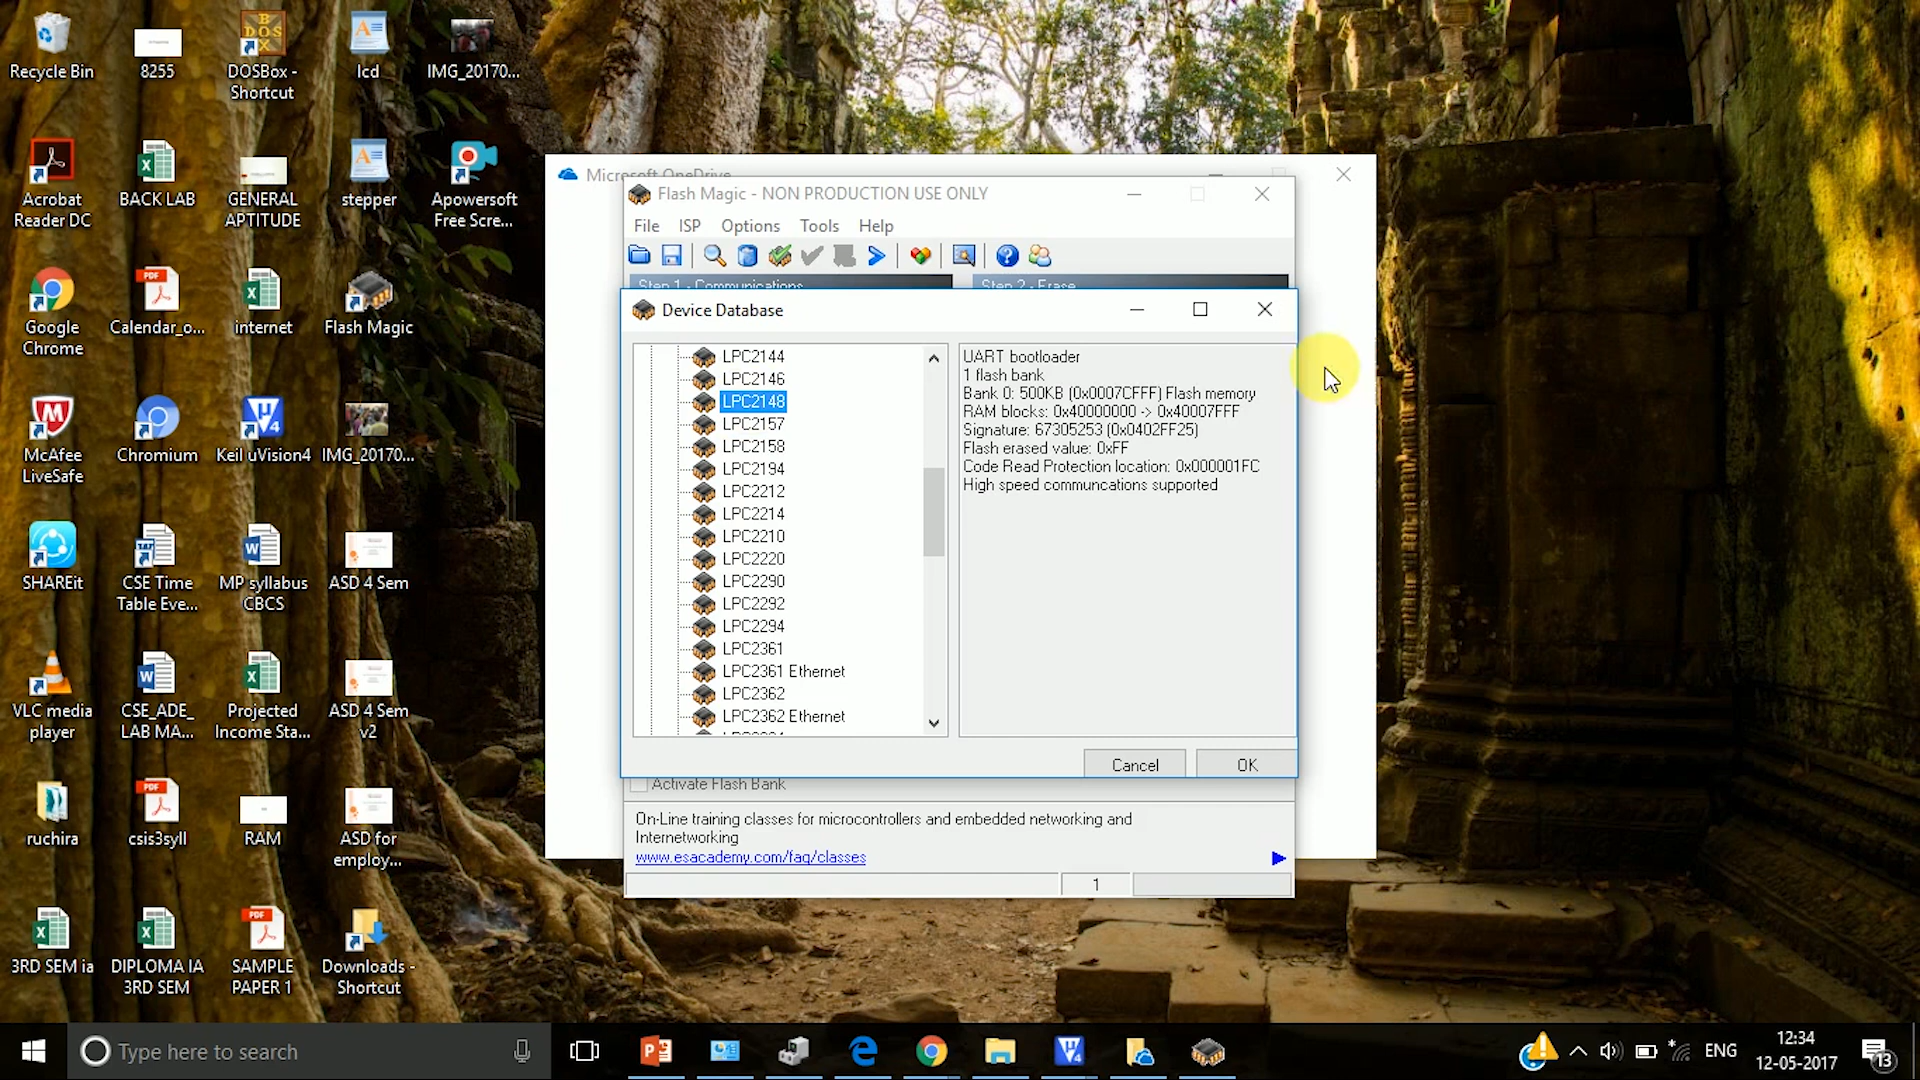 Recycle Bin
8255
DOSBox -
Shortcut
lcd
IMG_20170...
Acrobat
Reader DC
BACK LAB
GENERAL
APTITUDE
stepper
Apowersoft
Free Scre...
Google
Chrome
Calendar_o...
internet
Flash Magic
McAfee
LiveSafe
Chromium
Keil uVision4
IMG_20170...
SHAREit
CSE Time
Table Eve...
MP syllabus
CBCS
ASD 4 Sem
VLC media
player
CSE_ADE_
LAB MA...
Projected
Income Sta...
ASD 4 Sem
v2
ruchira
csis3syll
RAM
ASD for
employ...
3RD SEM ia
DIPLOMA IA
3RD SEM
SAMPLE
PAPER 1
Downloads -
Shortcut
Microsoft OneDrive
Flash Magic - NON PRODUCTION USE ONLY
File ISP Options Tools Help
Step 1 - Communications
Step 2 - Erase
Device Database
LPC2144
LPC2146
LPC2148
LPC2157
LPC2158
LPC2194
LPC2212
LPC2214
LPC2210
LPC2220
LPC2290
LPC2292
LPC2294
LPC2361
LPC2361 Ethernet
LPC2362
LPC2362 Ethernet
UART bootloader
1 flash bank
Bank 0: 500KB (0x0007CFFF) Flash memory
RAM blocks: 0x40000000 -> 0x40007FFF
Signature: 67305253 (0x0402FF25)
Flash erased value: 0xFF
Code Read Protection location: 0x000001FC
High speed communcations supported
Cancel OK
Activate Flash Bank
On-Line training classes for microcontrollers and embedded networking and
Internetworking
www.esacademy.com/faq/classes
1
Type here to search
ENG
12:34
12-05-2017
13